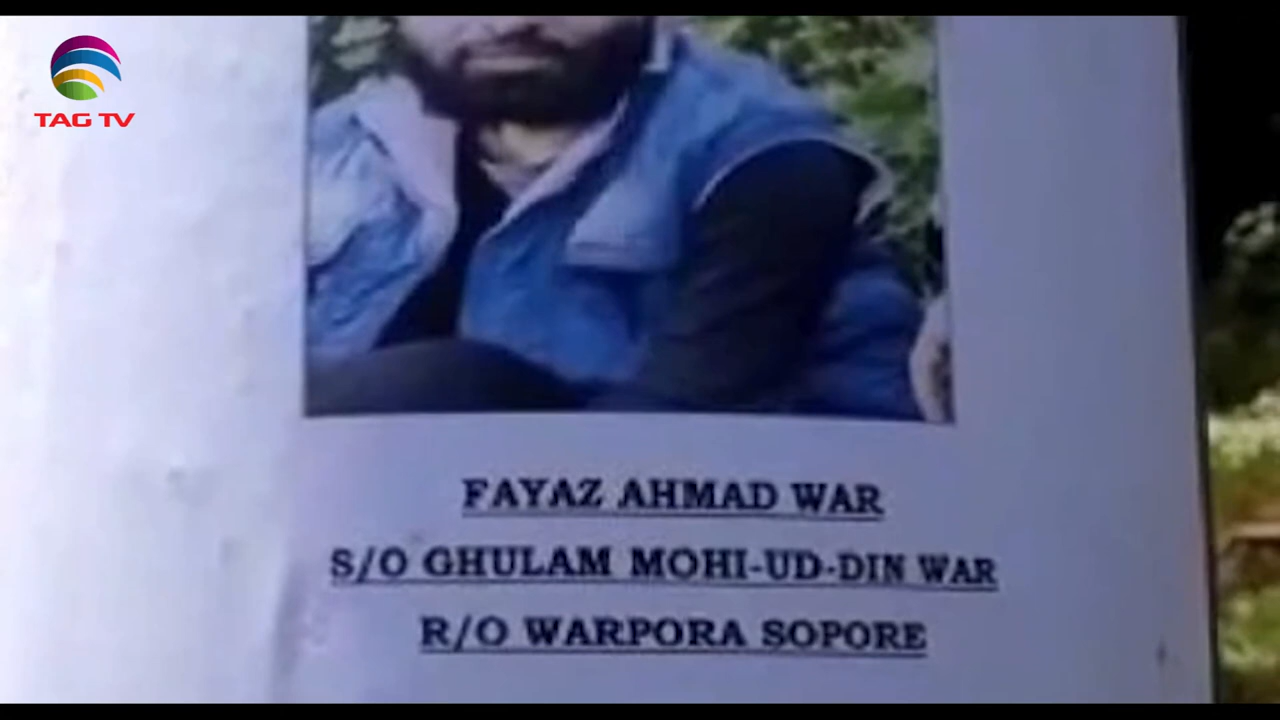 TAG TV
FAYAZ AHMAD WAR
S/O GHULAM MOHI-UD-DIN WAR
R/O WARPORA SOPORE